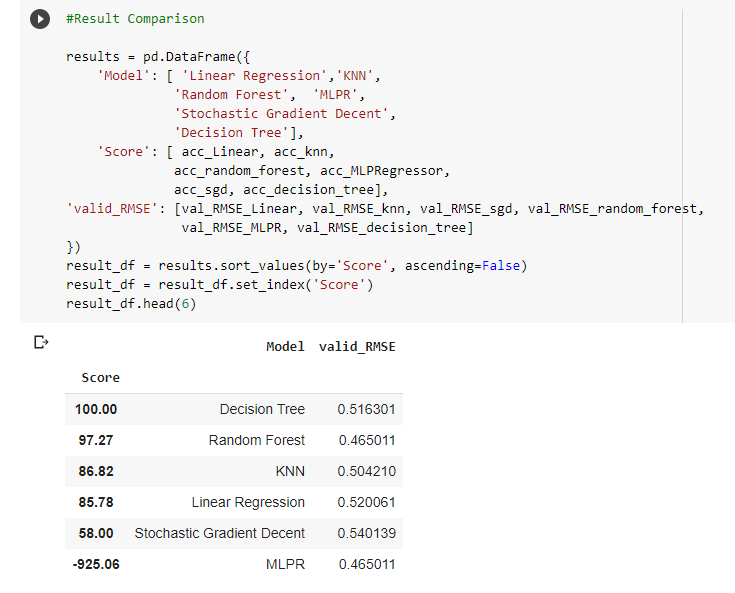 #Result Comparison
results = pd.DataFrame({
'Model': [ 'Linear Regression','KNN',
'Random Forest',  'MLPR',
'Stochastic Gradient Decent',
'Decision Tree'],
'Score': [ acc_Linear, acc_knn,
acc_random_forest, acc_MLPRegressor,
acc_sgd, acc_decision_tree],
'valid_RMSE': [val_RMSE_Linear, val_RMSE_knn, val_RMSE_sgd, val_RMSE_random_forest,
val_RMSE_MLPR, val_RMSE_decision_tree]
})
result_df = results.sort_values(by='Score', ascending=False)
result_df = result_df.set_index('Score')
result_df.head(6)
Model valid_RMSE
Score
100.00 Decision Tree 0.516301
97.27 Random Forest 0.465011
86.82 KNN 0.504210
85.78 Linear Regression 0.520061
58.00 Stochastic Gradient Decent 0.540139
-925.06 MLPR 0.465011